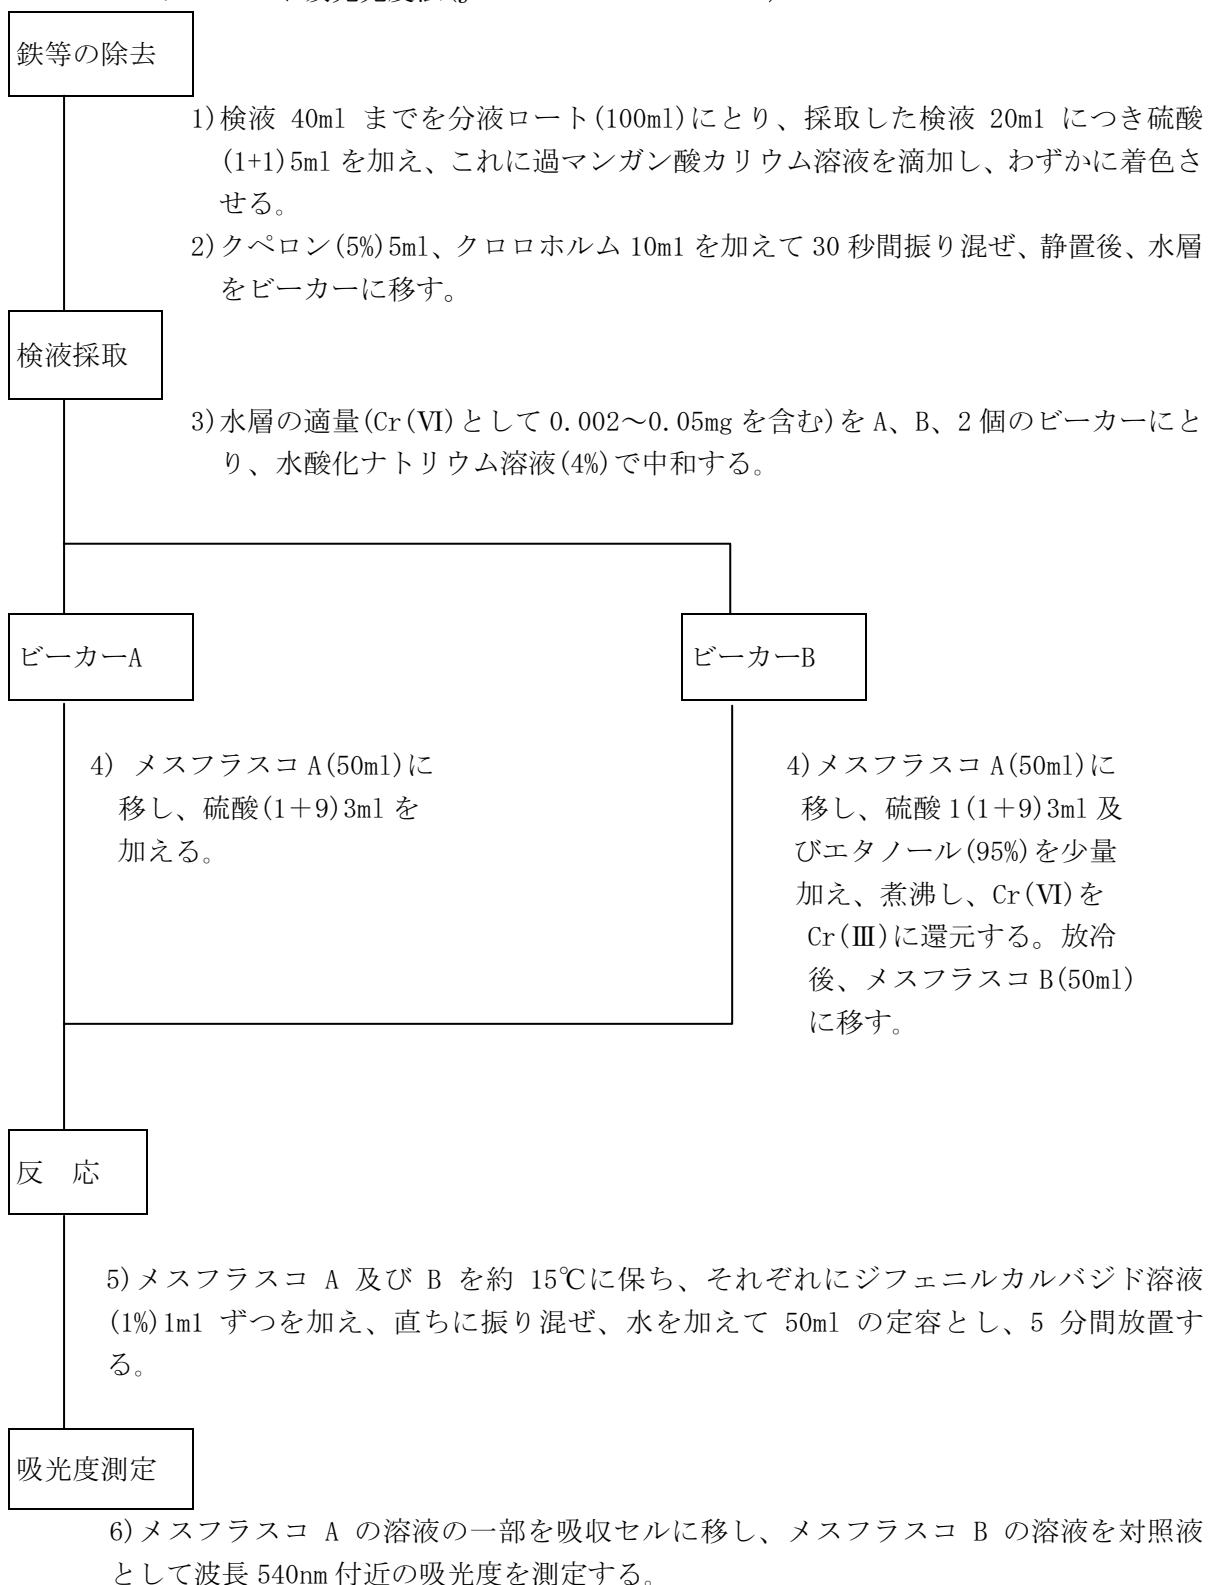 鉄等の除去
1)検液 40ml までを分液ロート(100ml)にとり、採取した検液 20ml につき硫酸
(1+1)5ml を加え、これに過マンガン酸カリウム溶液を滴加し、わずかに着色さ
せる。
2)クペロン(5%)5ml、クロロホルム 10ml を加えて 30 秒間振り混ぜ、静置後、水層
をビーカーに移す。
検液採取
3)水層の適量(Cr(Ⅵ)として 0.002～0.05mg を含む)を A、B、2 個のビーカーにと
り、水酸化ナトリウム溶液(4%)で中和する。
ビーカーA
ビーカーB
4) メスフラスコ A(50ml)に
移し、硫酸(1＋9)3ml を
加える。
4)メスフラスコ A(50ml)に
移し、硫酸 1(1＋9)3ml 及
びエタノール(95%)を少量
加え、煮沸し、Cr(Ⅵ)を
Cr(Ⅲ)に還元する。放冷
後、メスフラスコ B(50ml)
に移す。
反　応
5)メスフラスコ A 及び B を約 15℃に保ち、それぞれにジフェニルカルバジド溶液
(1%)1ml ずつを加え、直ちに振り混ぜ、水を加えて 50ml の定容とし、5 分間放置す
る。
吸光度測定
6)メスフラスコ A の溶液の一部を吸収セルに移し、メスフラスコ B の溶液を対照液
として波長 540nm 付近の吸光度を測定する。